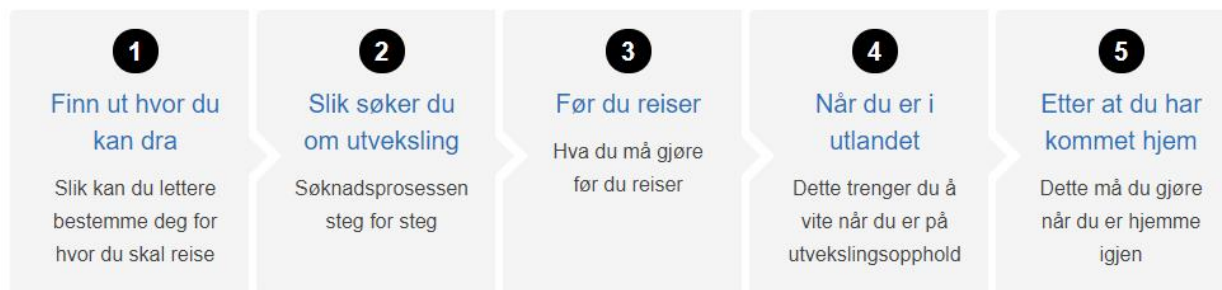 1
Finn ut hvor du
kan dra
Slik kan du lettere
bestemme deg for
hvor du skal reise
2
Slik søker du
om utveksling
Søknadsprosessen
steg for steg
3
Før du reiser
Hva du må gjøre
før du reiser
4
Når du er i
utlandet
Dette trenger du å
vite når du er på
utvekslingsopphold
5
Etter at du har
kommet hjem
Dette må du gjøre
når du er hjemme
igjen